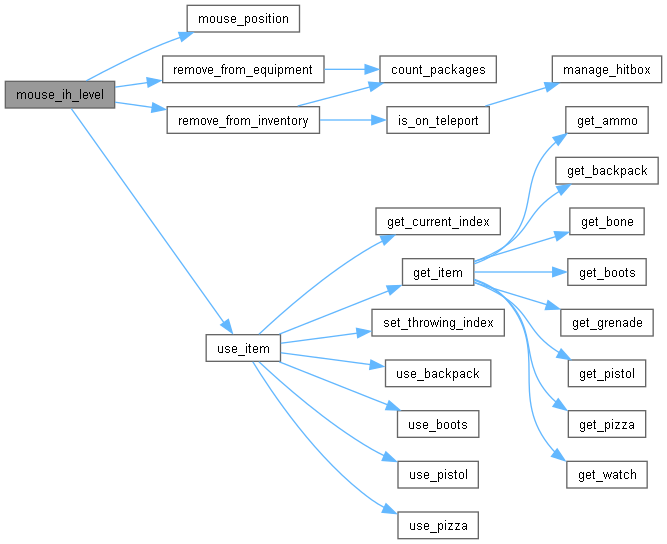 mouse_position
remove_from_equipment
count_packages
manage_hitbox
mouse_ih_level
remove_from_inventory
is_on_teleport
get_ammo
get_backpack
get_current_index
get_bone
get_item
get_boots
set_throwing_index
get_grenade
use_item
use_backpack
get_pistol
use_boots
get_pizza
use_pistol
get_watch
use_pizza